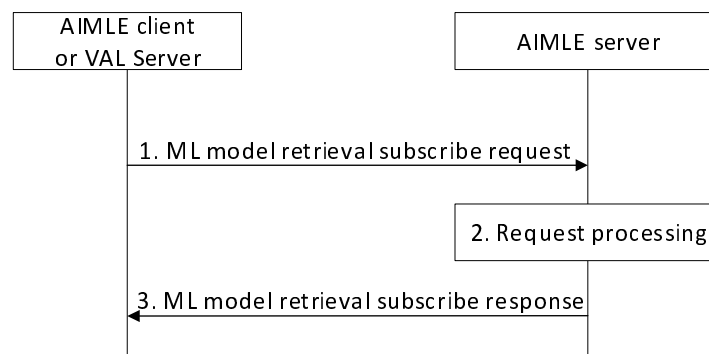 AIMLE client
or VAL Server
AIMLE server
1. ML model retrieval subscribe request
2. Request processing
3. ML model retrieval subscribe response